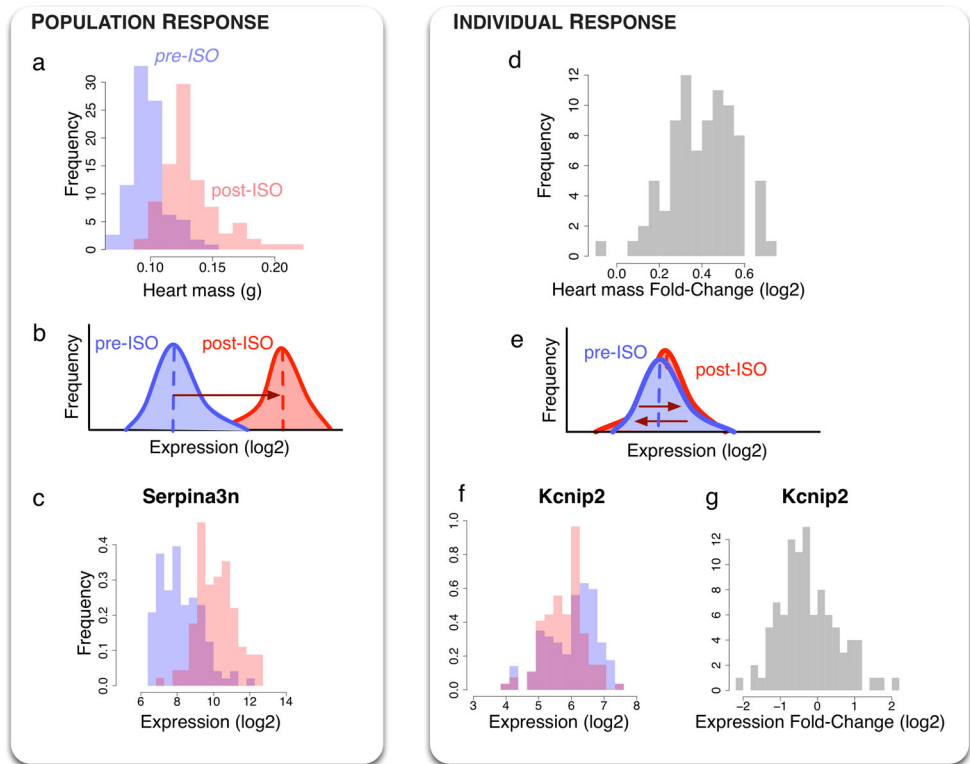 POPULATION RESPONSE
a
pre-ISO
post-ISO
Frequency
0 5 10 15 20 25 30
0.10 0.15 0.20
Heart mass (g)
b
pre-ISO post-ISO
Frequency
Expression (log2)
c
Serpina3n
Frequency
0.0 0.1 0.2 0.3 0.4
6 8 10 12 14
Expression (log2)
INDIVIDUAL RESPONSE
d
Frequency
0 2 4 6 8 10 12
0.0 0.2 0.4 0.6
Heart mass Fold-Change (log2)
e
pre-ISO
post-ISO
Frequency
Expression (log2)
f
Kcnip2
Frequency
0.0 0.2 0.4 0.6 0.8 1.0
3 4 5 6 7 8
Expression (log2)
g
Kcnip2
Frequency
0 2 4 6 8 10 12
−2 −1 0 1 2
Expression Fold-Change (log2)